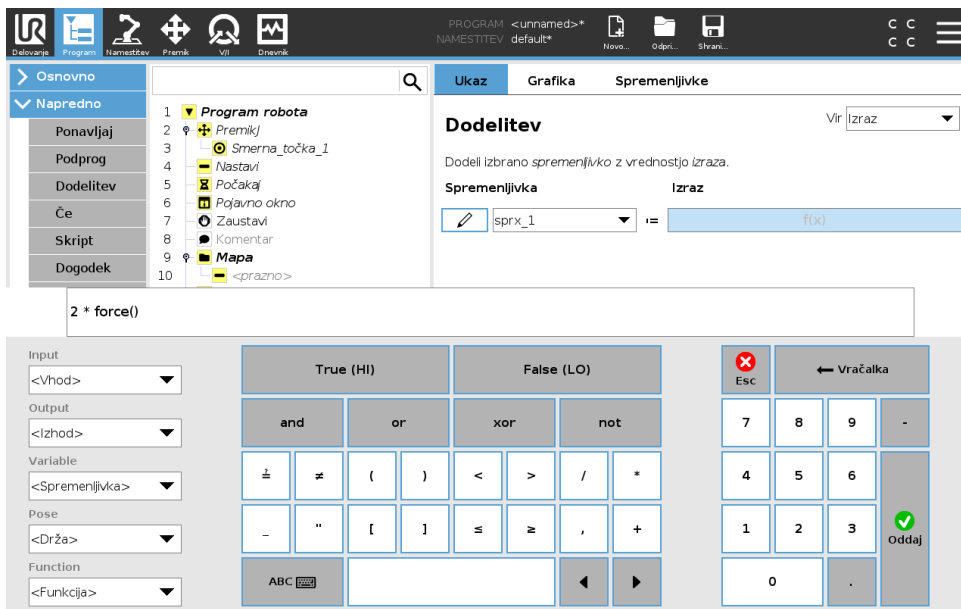 PROGRAM <unnamed>*
NAMESTITEV default*
Delovanje Program Namestitev Premik V/I Dnevnik Novo... Odpri... Shrani...
C C
C C
Osnovno
Napredno
Ponavljaj
Podprog
Dodelitev
Če
Skript
Dogodek
1 Program robota
2 PremikJ
3 Smerna_točka_1
4 Nastavi
5 Počakaj
6 Pojavno okno
7 Zaustavi
8 Komentar
9 Mapa
10 <prazno>
Ukaz Grafika Spremenljivke
Dodelitev
Vir Izraz
Dodeli izbrano spremenljivko z vrednostjo izraza.
Spremenljivka Izraz
sprx_1 := f(x)
2 * force()
Input
<Vhod>
Output
<Izhod>
Variable
<Spremenljivka>
Pose
<Drža>
Function
<Funkcija>
True (HI) False (LO)
and or xor not
≟ ≠ ( ) < > / *
_ " [ ] ≤ ≥ , +
ABC
Esc Vračalka
7 8 9 -
4 5 6
1 2 3 Oddaj
0 .